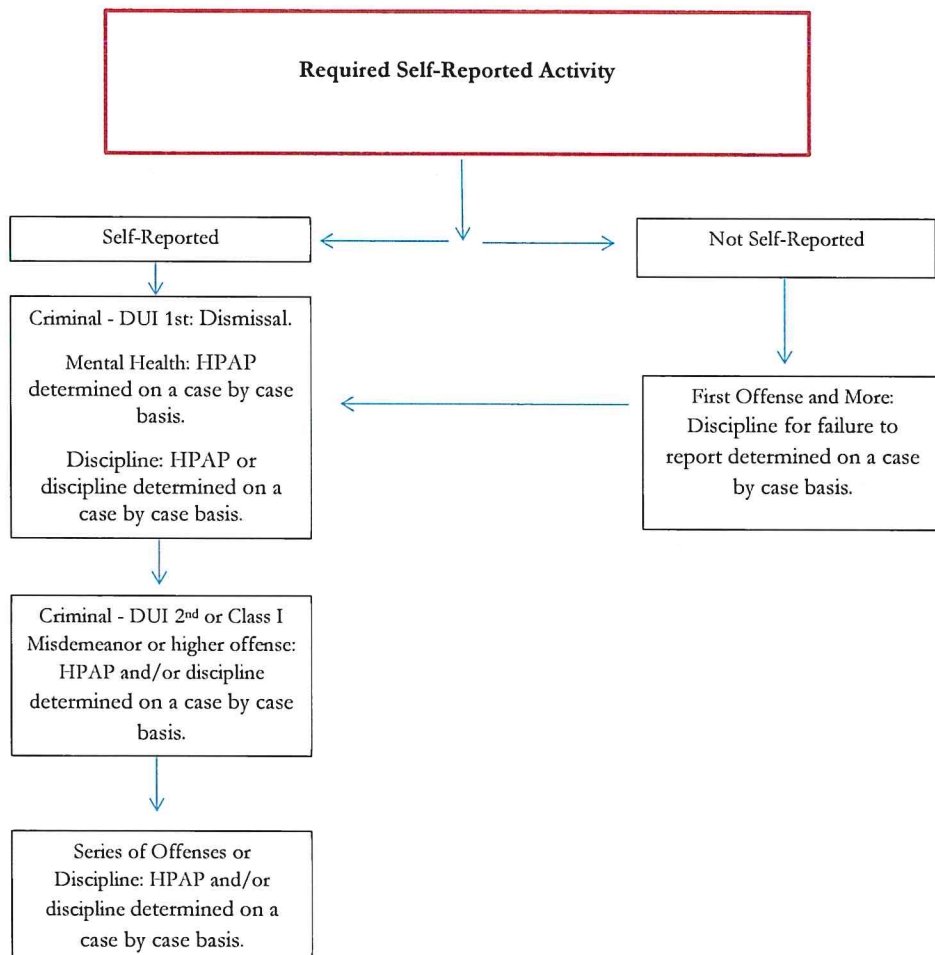 Required Self-Reported Activity
Self-Reported
Not Self-Reported
Criminal - DUI 1st: Dismissal.
Mental Health: HPAP
determined on a case by case
basis.
Discipline: HPAP or
discipline determined on a
case by case basis.
First Offense and More:
Discipline for failure to
report determined on a case
by case basis.
Criminal - DUI 2nd or Class I
Misdemeanor or higher offense:
HPAP and/or discipline
determined on a case by case
basis.
Series of Offenses or
Discipline: HPAP and/or
discipline determined on a
case by case basis.